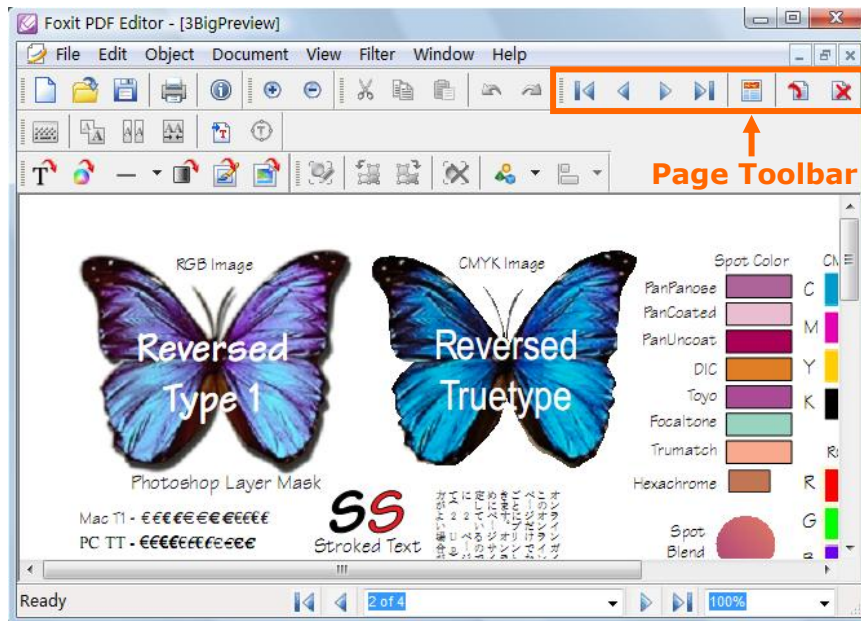 Foxit PDF Editor - [3BigPreview]
File Edit Object Document View Filter Window Help
Page Toolbar
RGB Image
CMYK Image
Spot Color
Reversed
Type 1
Reversed
Truetype
PanPanose
PanCoated
PanUncoat
DIC
Toyo
Focaltone
Trumatch
Hexachrome
C
M
Y
K
R
G
Photoshop Layer Mask
Mac T1 - €€€€€€€€€€€€
PC TT - €€€€€€€€€€€€
SS
Stroked Text
Spot
Blend
Ready
2 of 4
100%